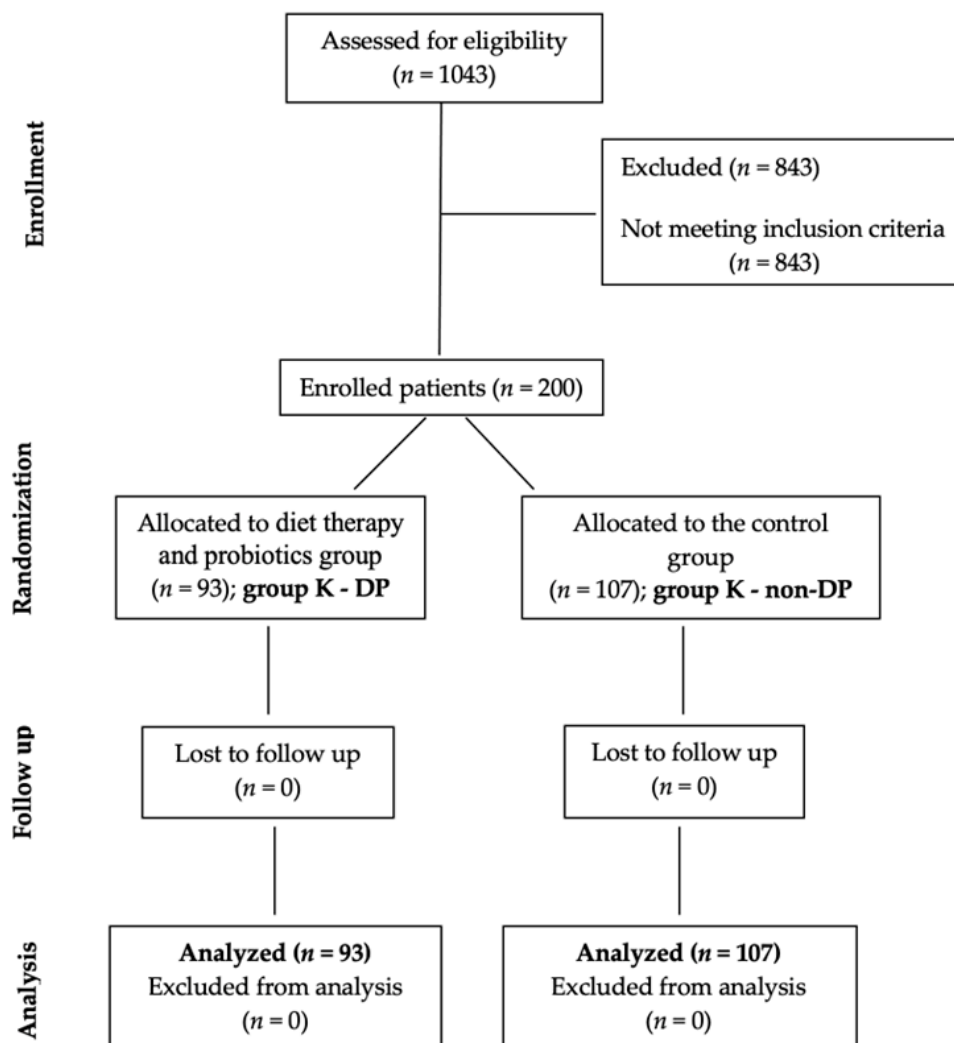 Assessed for eligibility
(n = 1043)
Enrollment
Excluded (n = 843)
Not meeting inclusion criteria
(n = 843)
Enrolled patients (n = 200)
Randomization
Allocated to diet therapy
and probiotics group
(n = 93); group K - DP
Allocated to the control
group
(n = 107); group K - non-DP
Follow up
Lost to follow up
(n = 0)
Lost to follow up
(n = 0)
Analysis
Analyzed (n = 93)
Excluded from analysis
(n = 0)
Analyzed (n = 107)
Excluded from analysis
(n = 0)